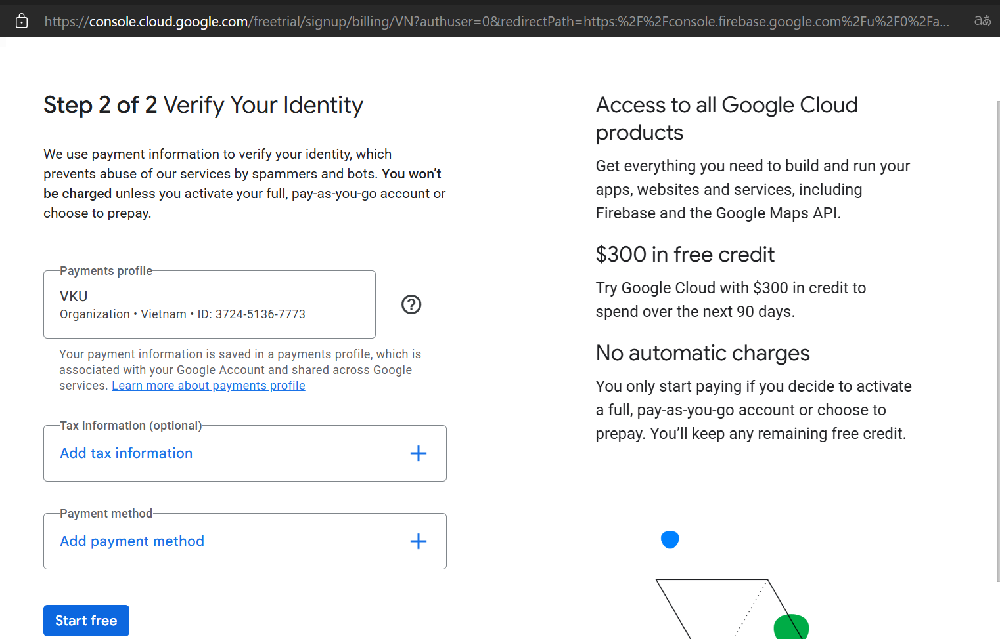 https://console.cloud.google.com/freetrial/signup/billing/VN?authuser=0&redirectPath=https:%2F%2Fconsole.firebase.google.com%2Fu%2F0%2Fa...
aあ
Step 2 of 2 Verify Your Identity
We use payment information to verify your identity, which
prevents abuse of our services by spammers and bots. You won’t
be charged unless you activate your full, pay-as-you-go account or
choose to prepay.
Payments profile
VKU
Organization • Vietnam • ID: 3724-5136-7773
Your payment information is saved in a payments profile, which is
associated with your Google Account and shared across Google
services. Learn more about payments profile
Tax information (optional)
Add tax information
Payment method
Add payment method
Start free
Access to all Google Cloud
products
Get everything you need to build and run your
apps, websites and services, including
Firebase and the Google Maps API.
$300 in free credit
Try Google Cloud with $300 in credit to
spend over the next 90 days.
No automatic charges
You only start paying if you decide to activate
a full, pay-as-you-go account or choose to
prepay. You’ll keep any remaining free credit.